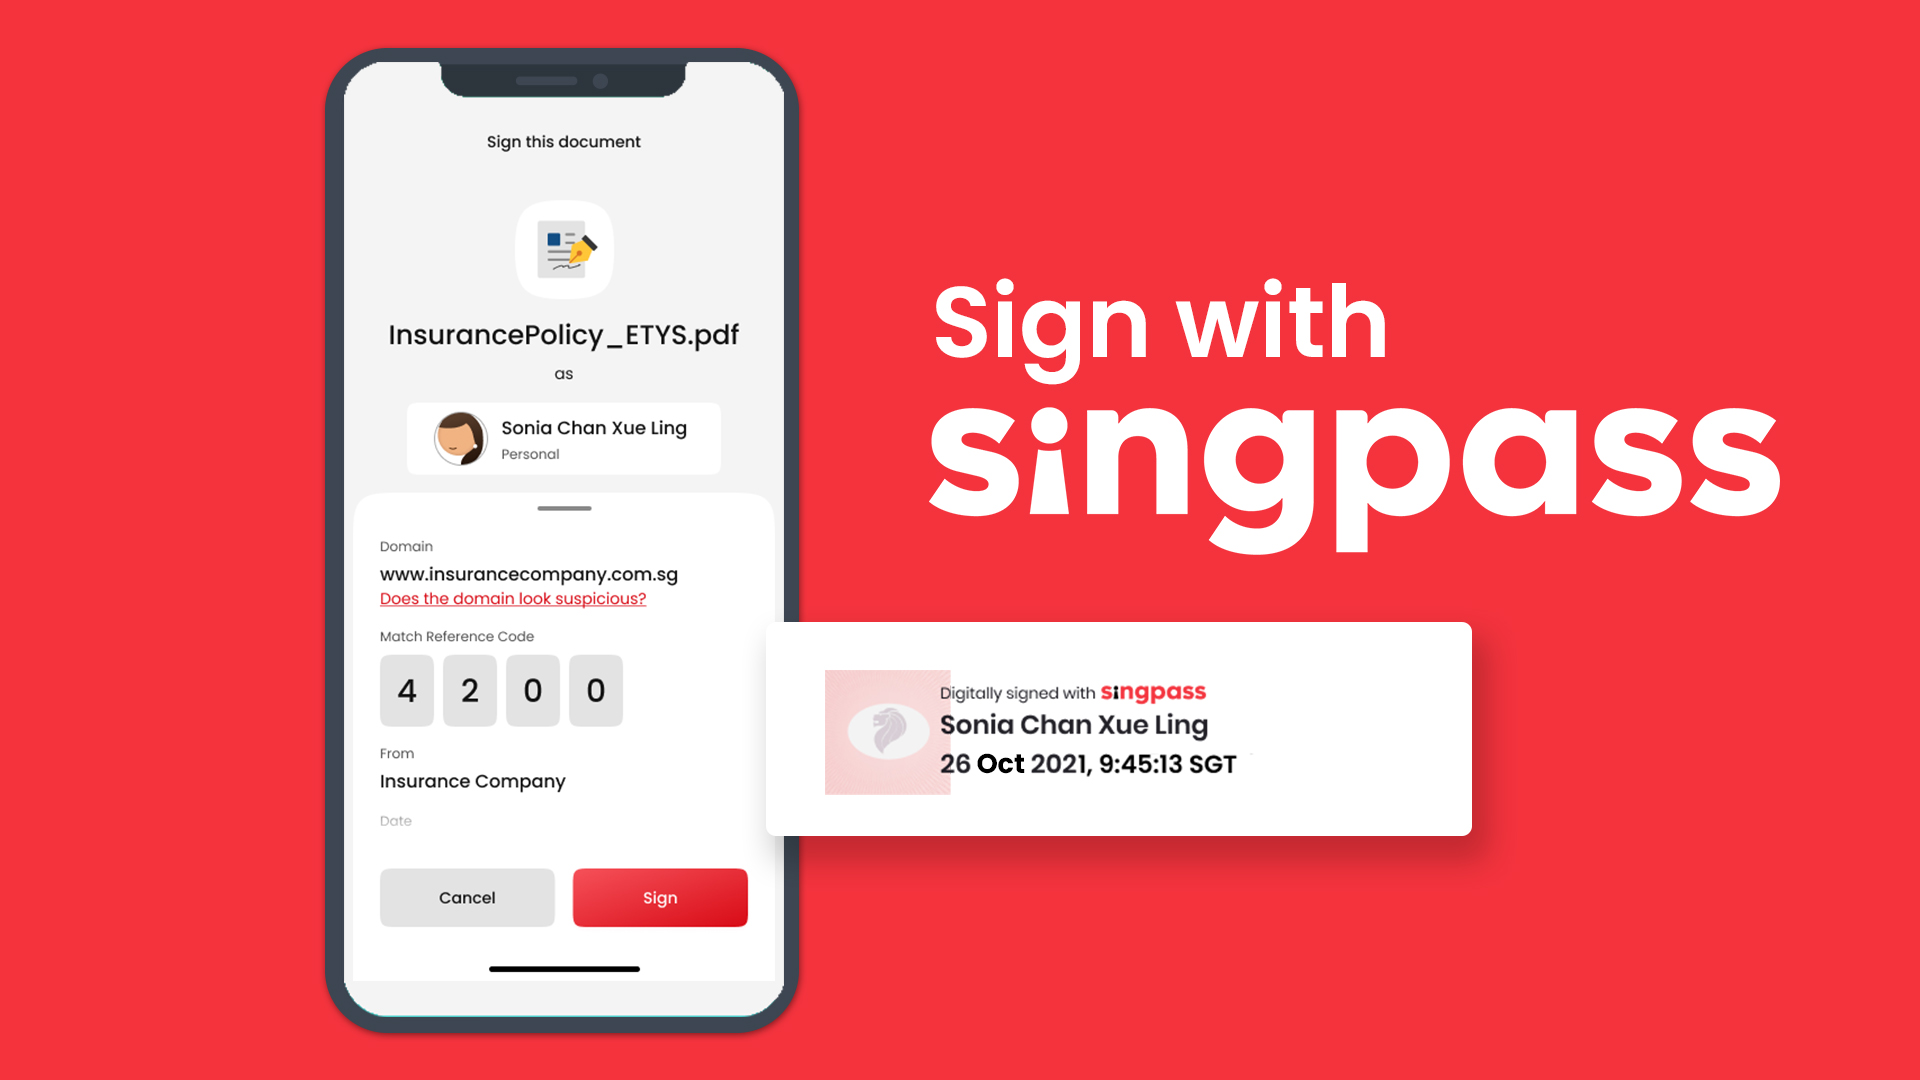 Sign this document
InsurancePolicy_ETYS.pdf
as
Sonia Chan Xue Ling
Personal
Domain
www.insurancecompany.com.sg
Does the domain look suspicious?
Match Reference Code
4 2 0 0
From
Insurance Company
Date
Cancel
Sign
Sign with
singpass
Digitally signed with singpass
Sonia Chan Xue Ling
26 Oct 2021, 9:45:13 SGT